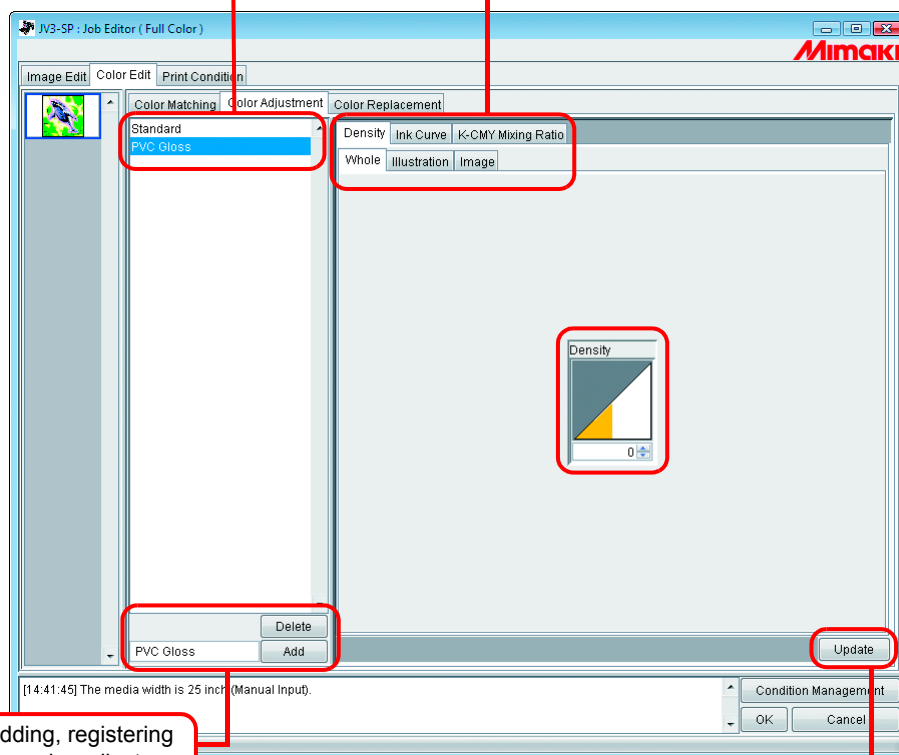 JV3-SP : Job Editor ( Full Color )
Mimaki
Image Edit Color Edit Print Condition
Color Matching Color Adjustment Color Replacement
Standard
PVC Gloss
Density Ink Curve K-CMY Mixing Ratio
Whole Illustration Image
Density
0
Delete
PVC Gloss Add
Update
[14:41:45] The media width is 25 inch (Manual Input).
Condition Management
OK Cancel
registering